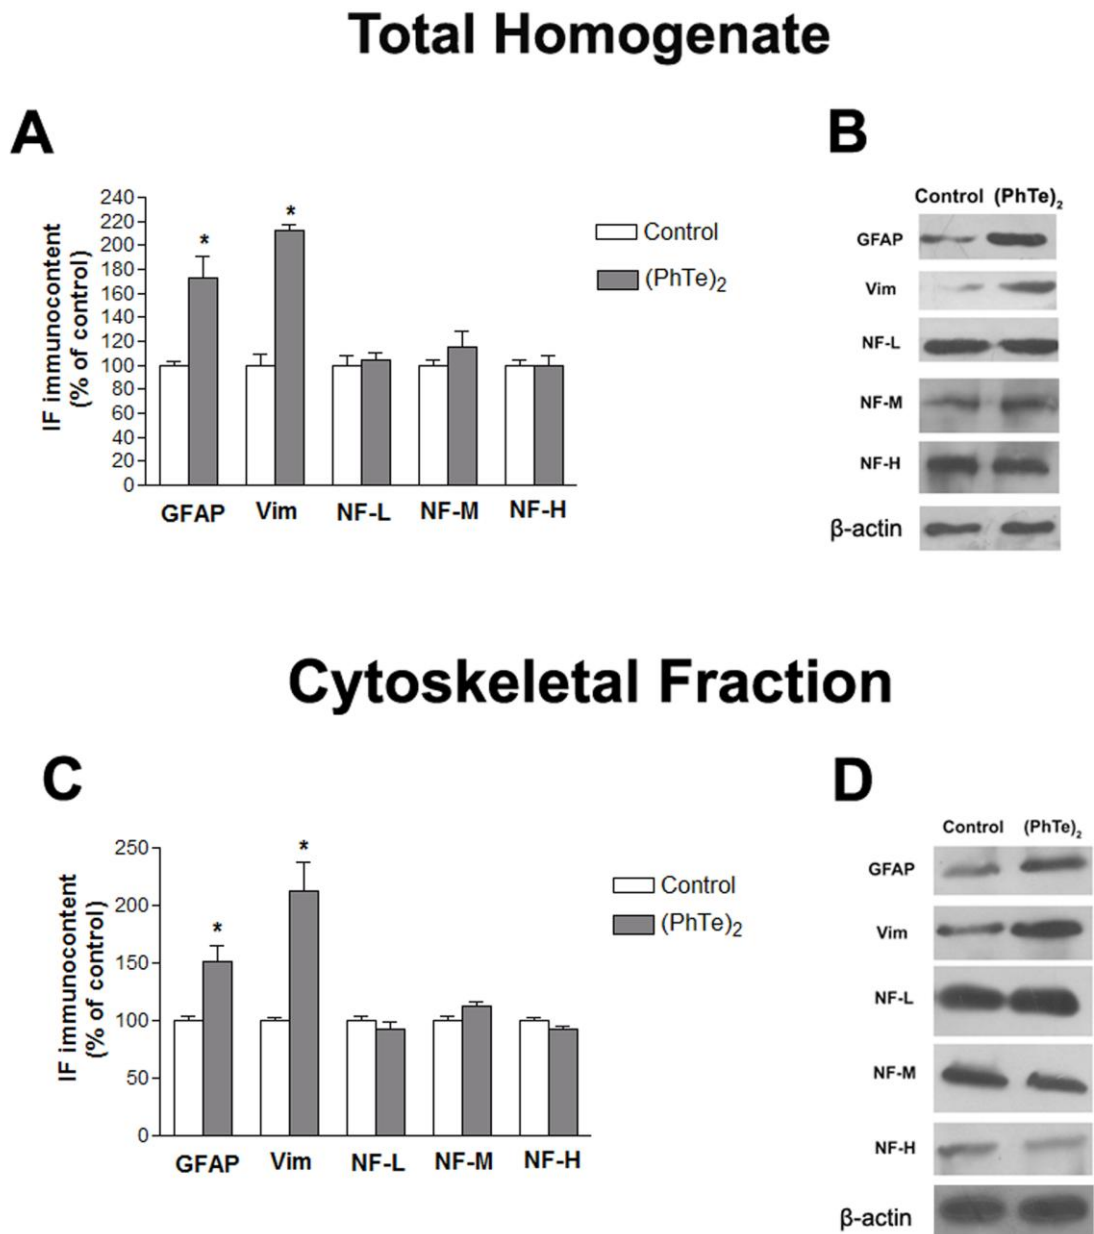 Total Homogenate
A
IF immunocontent
(% of control)
240
220
200
180
160
140
120
100
80
60
40
20
0
*
*
GFAP Vim NF-L NF-M NF-H
Control
(PhTe)2
B
Control (PhTe)2
GFAP
Vim
NF-L
NF-M
NF-H
β-actin
Cytoskeletal Fraction
C
IF immunocontent
(% of control)
250
200
150
100
50
0
*
*
GFAP Vim NF-L NF-M NF-H
Control
(PhTe)2
D
Control (PhTe)2
GFAP
Vim
NF-L
NF-M
NF-H
β-actin